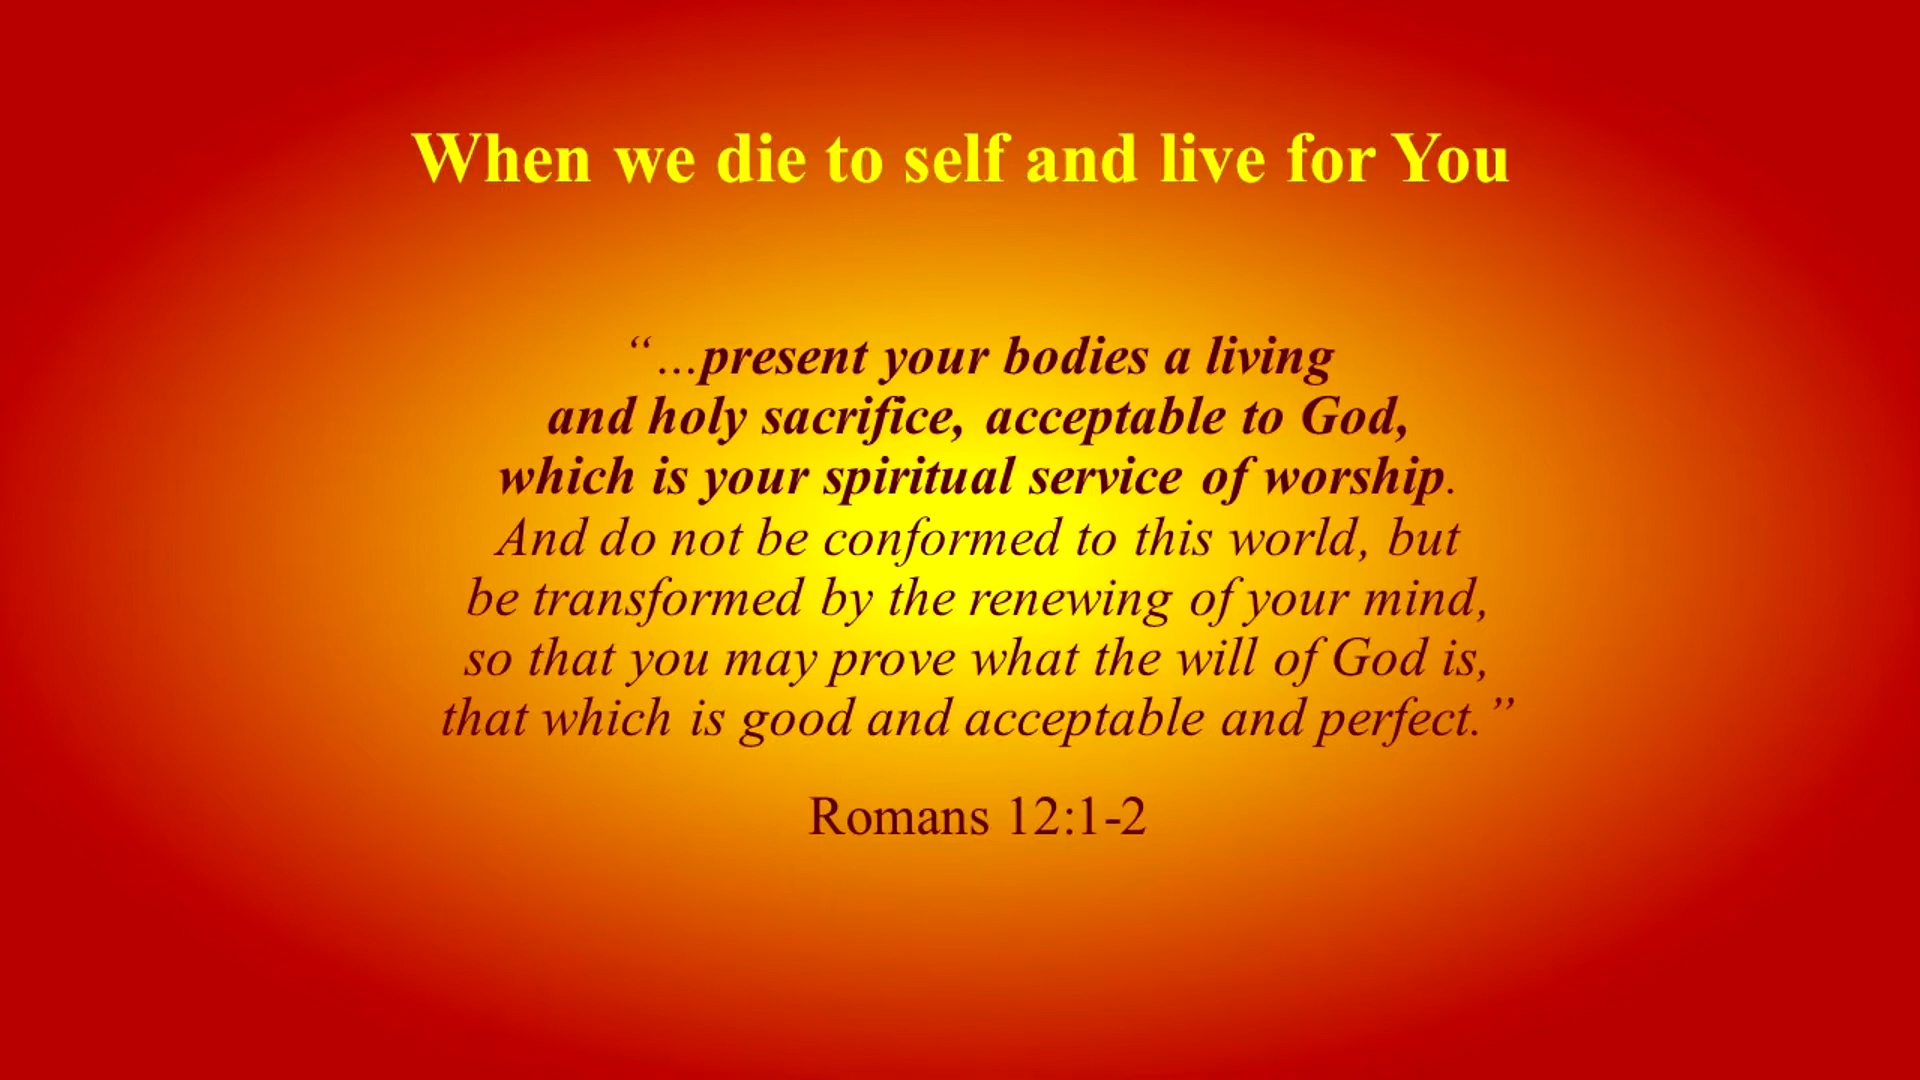 When we die to self and live for You
“…present your bodies a living
and holy sacrifice, acceptable to God,
which is your spiritual service of worship.
And do not be conformed to this world, but
be transformed by the renewing of your mind,
so that you may prove what the will of God is,
that which is good and acceptable and perfect.”
Romans 12:1-2